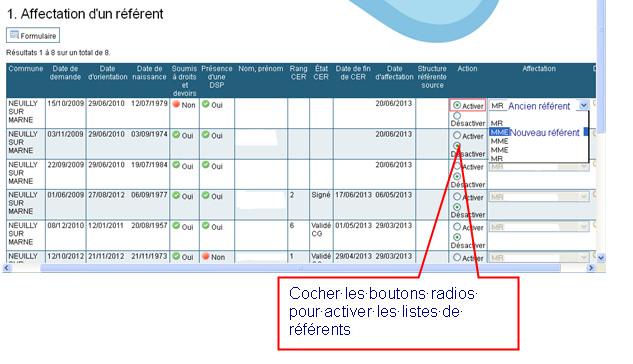 1. Affectation d'un référent
Formulaire
Résultats 1 à 8 sur un total de 8.
Commune Date de demande Date d'orientation Date de naissance Soumis à droits et devoirs Présence d'une DSP Nom, prénom Rang CER État CER Date de fin de CER Date d'affectation Structure référente source Action Affectation
NEUILLY SUR MARNE 15/10/2009 29/06/2010 12/07/1979 Non Oui 20/06/2013 Activer Désactiver MR Ancien référent
MR
MME Nouveau référent
MME
MME
MR
NEUILLY SUR MARNE 03/11/2009 29/06/2010 03/09/1974 Oui Oui 20/06/2013 Activer Désactiver
NEUILLY SUR MARNE 22/09/2009 29/06/2010 19/07/1984 Oui Oui 20/06/2013 Activer Désactiver MR
NEUILLY SUR MARNE 01/06/2009 27/08/2012 06/09/1977 Oui Oui 2 Signé 17/06/2013 06/05/2013 Activer Désactiver MR
NEUILLY SUR MARNE 08/12/2010 12/01/2011 20/08/1957 Oui Oui 6 Validé CG 01/05/2013 29/03/2013 Activer Désactiver MR
NEUILLY 12/10/2012 21/11/2012 21/11/1973 Oui Non 1 Validé 29/04/2013 29/03/2013 Activer MR
Cocher les boutons radios
pour activer les listes de
référents